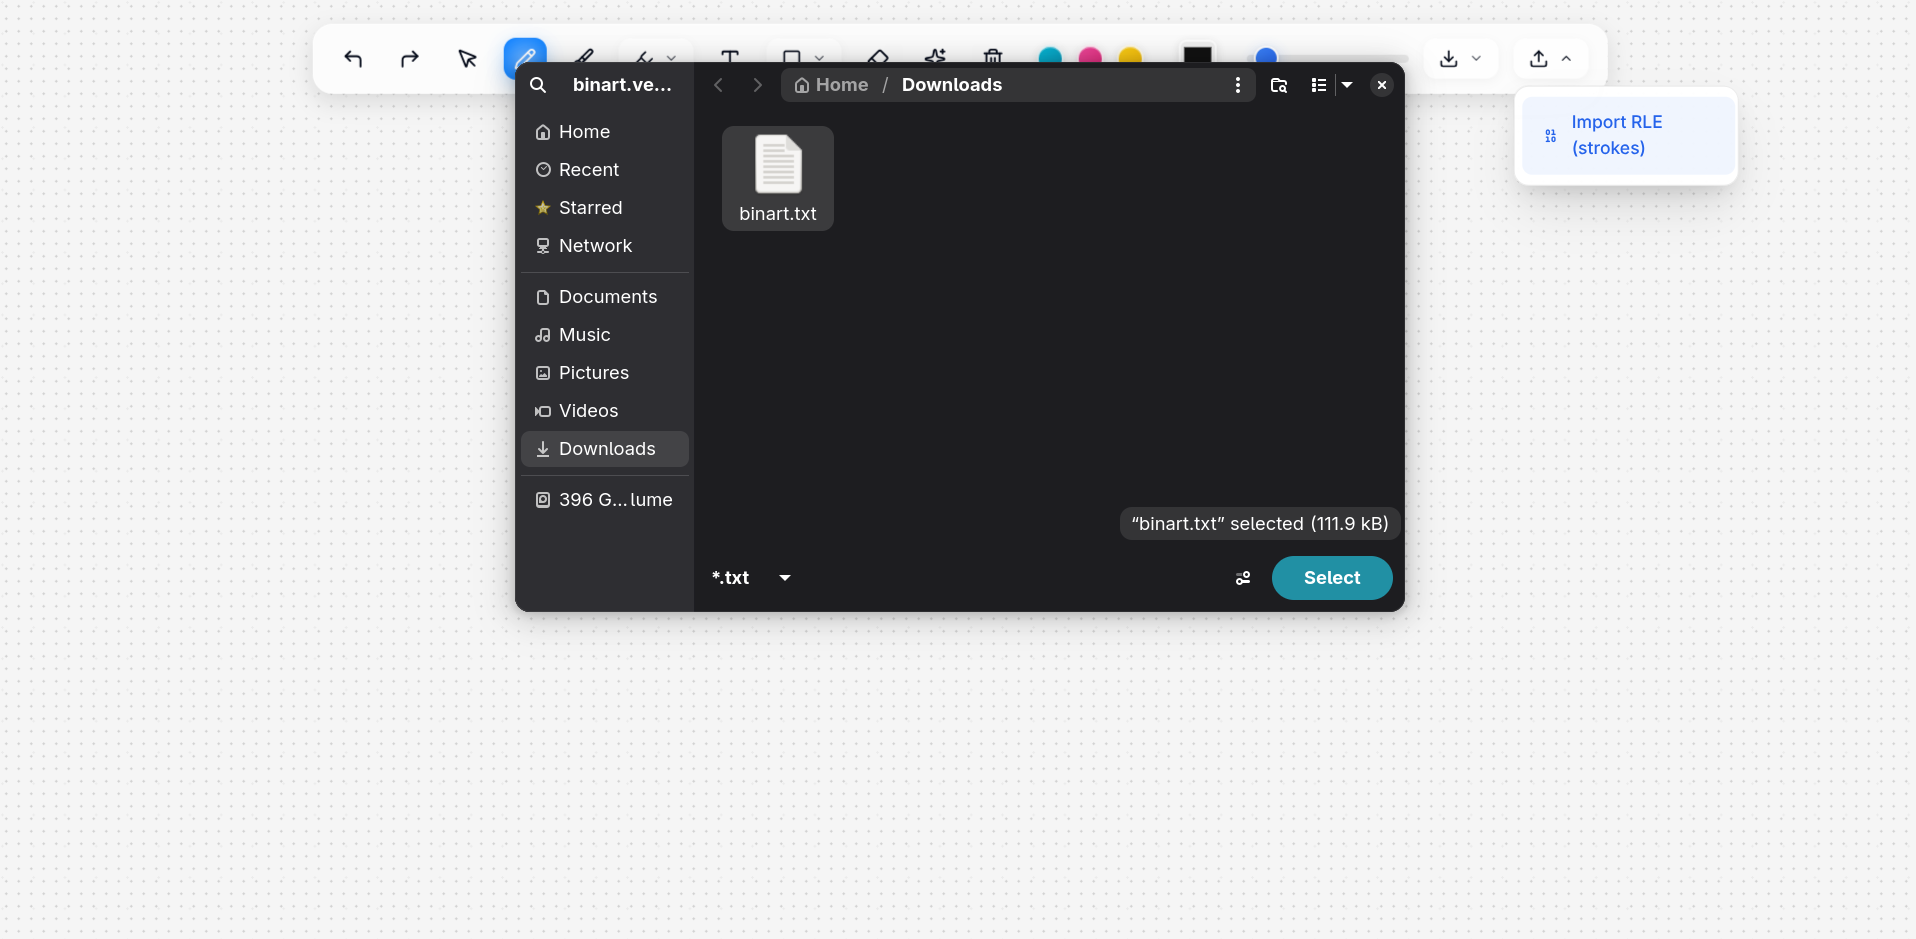 binart.ve...
Home / Downloads
Import RLE
(strokes)
Home
Recent
Starred
Network
Documents
Music
Pictures
Videos
Downloads
396 G...lume
binart.txt
“binart.txt” selected (111.9 kB)
*.txt
Select